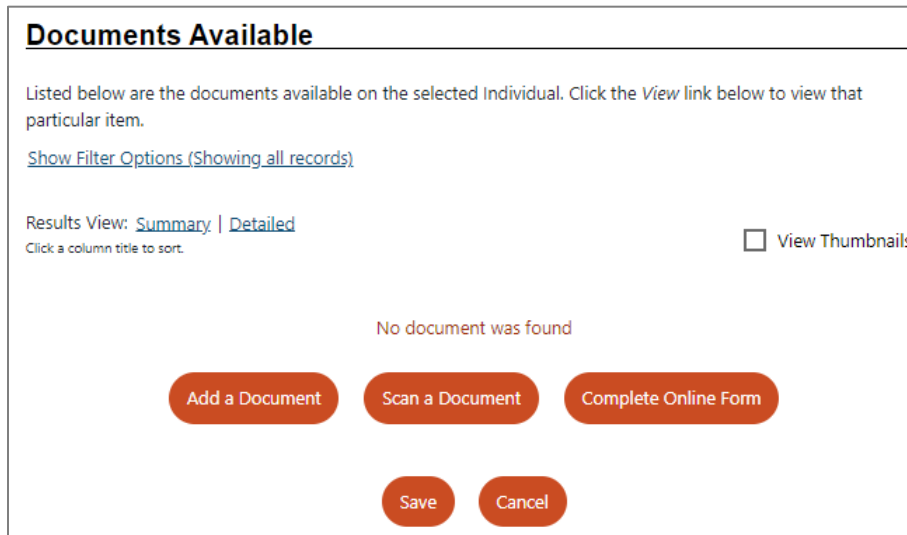 Documents Available
Listed below are the documents available on the selected Individual. Click the View link below to view that
particular item.
Show Filter Options (Showing all records)
Results View: Summary | Detailed
Click a column title to sort.
View Thumbnails
No document was found
Add a Document Scan a Document Complete Online Form
Save Cancel